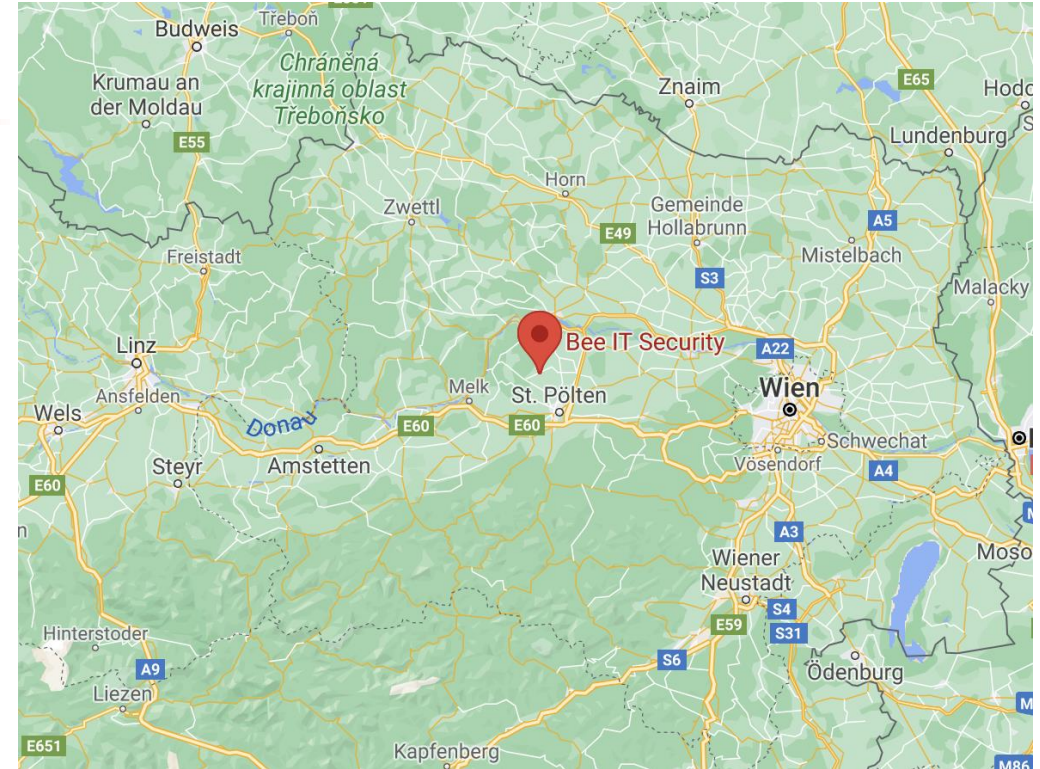 Třeboň
Budweis
Chráněná
krajinná oblast
Třeboňsko
Krumau an
der Moldau
E55
Znaim
E65
Lundenburg
Horn
Zwettl
Gemeinde
Hollabrunn
E49
A5
Mistelbach
Freistadt
S3
Malacky
Bee IT Security
Linz
A22
Ansfelden
Melk
St. Pölten
Wien
Wels
Donau
E60
E60
Schwechat
Vösendorf
Steyr
Amstetten
A4
E60
A3
Wiener
Neustadt
S4
E59
S31
Hinterstoder
S6
A9
Ödenburg
Liezen
E651
Kapfenberg
M86